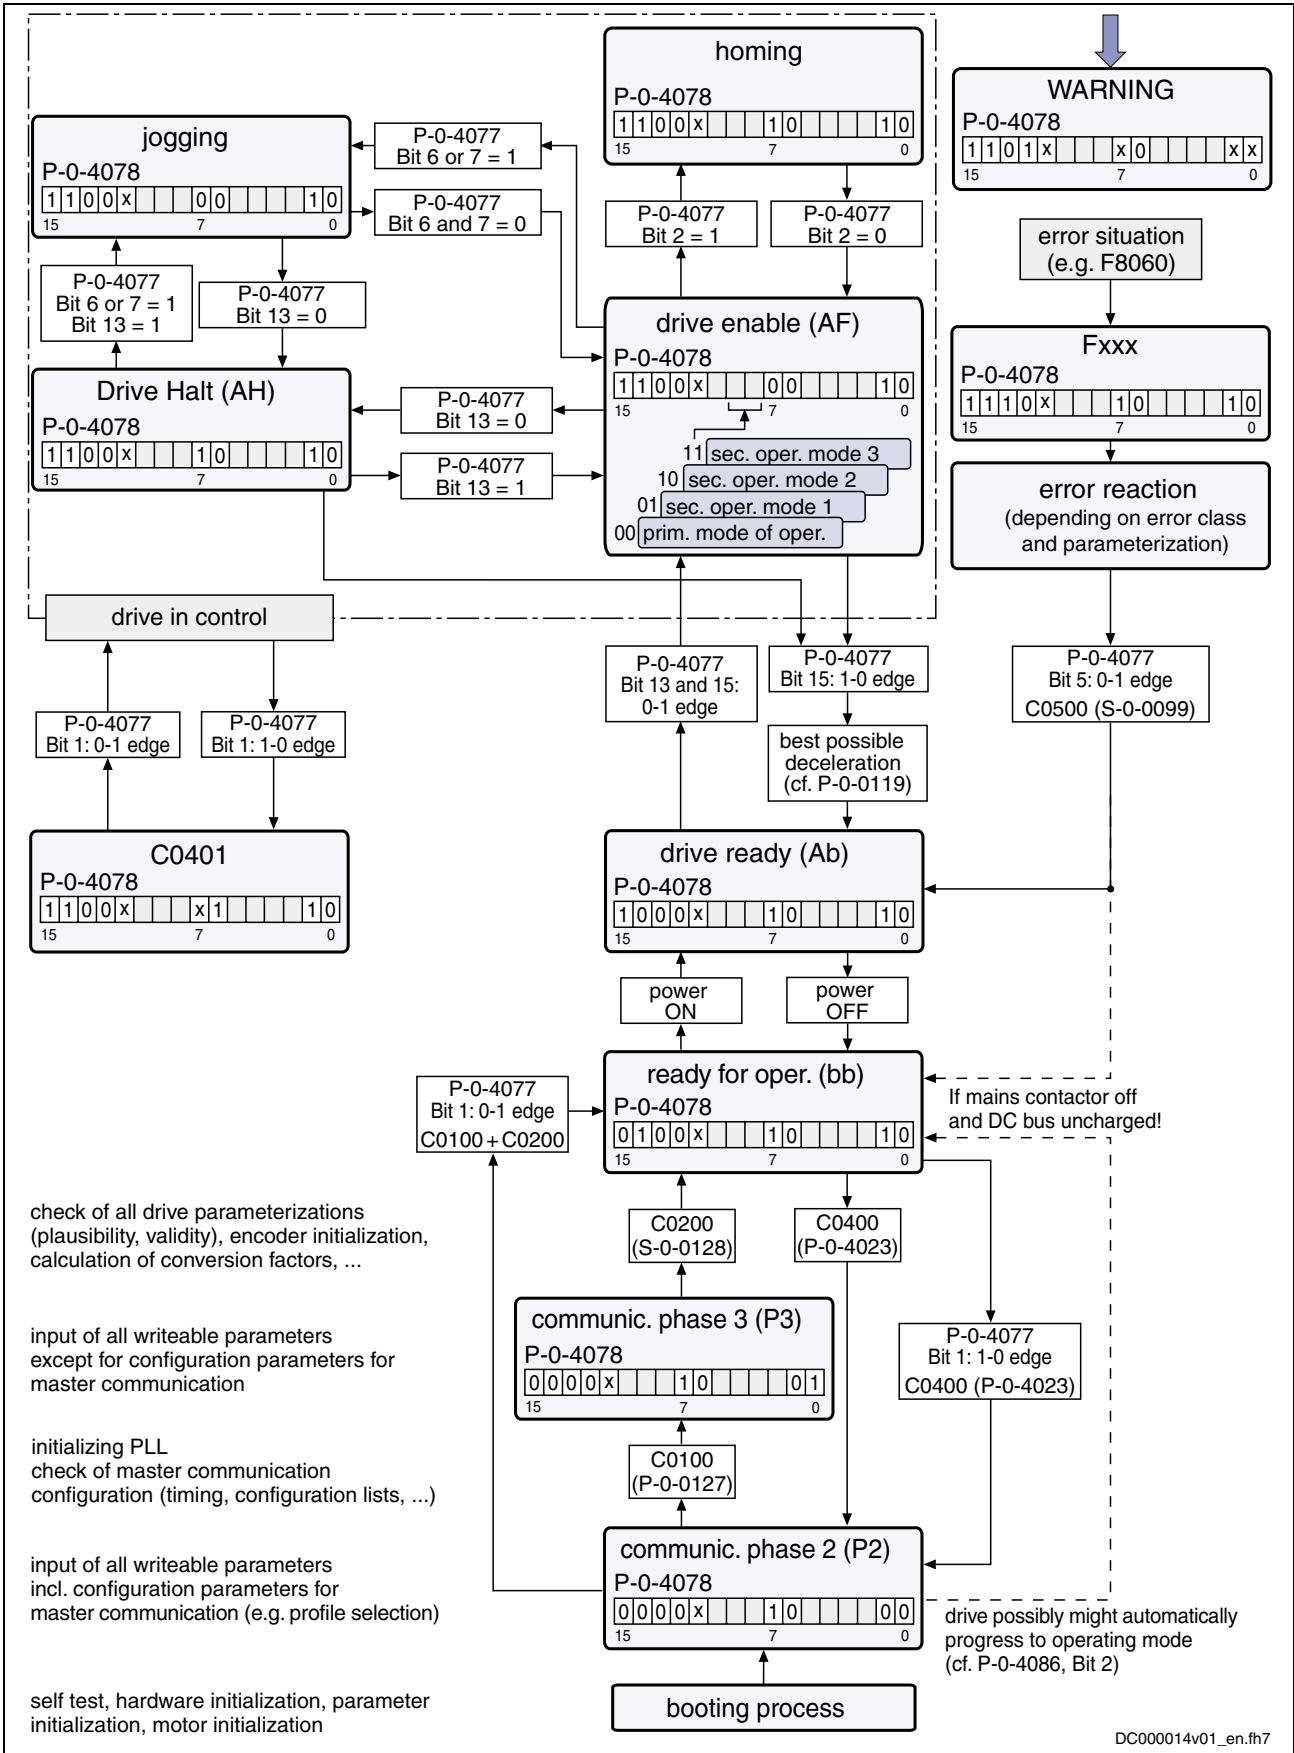 homing
P-0-4078
1 1 0 0 x 1 0 1 0
15 7 0
WARNING
P-0-4078
1 1 0 1 x x 0 x x
15 7 0
jogging
P-0-4078
1 1 0 0 x 0 0 1 0
15 7 0
P-0-4077
Bit 6 or 7 = 1
P-0-4077
Bit 6 and 7 = 0
P-0-4077
Bit 2 = 1
P-0-4077
Bit 2 = 0
error situation
(e.g. F8060)
P-0-4077
Bit 6 or 7 = 1
Bit 13 = 1
P-0-4077
Bit 13 = 0
drive enable (AF)
P-0-4078
1 1 0 0 x 0 0 1 0
15 7 0
11 sec. oper. mode 3
10 sec. oper. mode 2
01 sec. oper. mode 1
00 prim. mode of oper.
Fxxx
P-0-4078
1 1 1 0 x 1 0 1 0
15 7 0
Drive Halt (AH)
P-0-4078
1 1 0 0 x 1 0 1 0
15 7 0
P-0-4077
Bit 13 = 0
P-0-4077
Bit 13 = 1
error reaction
(depending on error class
and parameterization)
drive in control
P-0-4077
Bit 1: 0-1 edge
P-0-4077
Bit 1: 1-0 edge
P-0-4077
Bit 13 and 15:
0-1 edge
P-0-4077
Bit 15: 1-0 edge
best possible
deceleration
(cf. P-0-0119)
P-0-4077
Bit 5: 0-1 edge
C0500 (S-0-0099)
C0401
P-0-4078
1 1 0 0 x x 1 1 0
15 7 0
drive ready (Ab)
P-0-4078
1 0 0 0 x 1 0 1 0
15 7 0
power
ON
power
OFF
P-0-4077
Bit 1: 0-1 edge
C0100 + C0200
ready for oper. (bb)
P-0-4078
0 1 0 0 x 1 0 1 0
15 7 0
If mains contactor off
and DC bus uncharged!
check of all drive parameterizations
(plausibility, validity), encoder initialization,
calculation of conversion factors, ...
C0200
(S-0-0128)
C0400
(P-0-4023)
input of all writeable parameters
except for configuration parameters for
master communication
communic. phase 3 (P3)
P-0-4078
0 0 0 0 x 1 0 0 1
15 7 0
P-0-4077
Bit 1: 1-0 edge
C0400 (P-0-4023)
initializing PLL
check of master communication
configuration (timing, configuration lists, ...)
C0100
(P-0-0127)
input of all writeable parameters
incl. configuration parameters for
master communication (e.g. profile selection)
communic. phase 2 (P2)
P-0-4078
0 0 0 0 x 1 0 0 0
15 7 0
drive possibly might automatically
progress to operating mode
(cf. P-0-4086, Bit 2)
self test, hardware initialization, parameter
initialization, motor initialization
booting process
DC000014v01_en.fh7